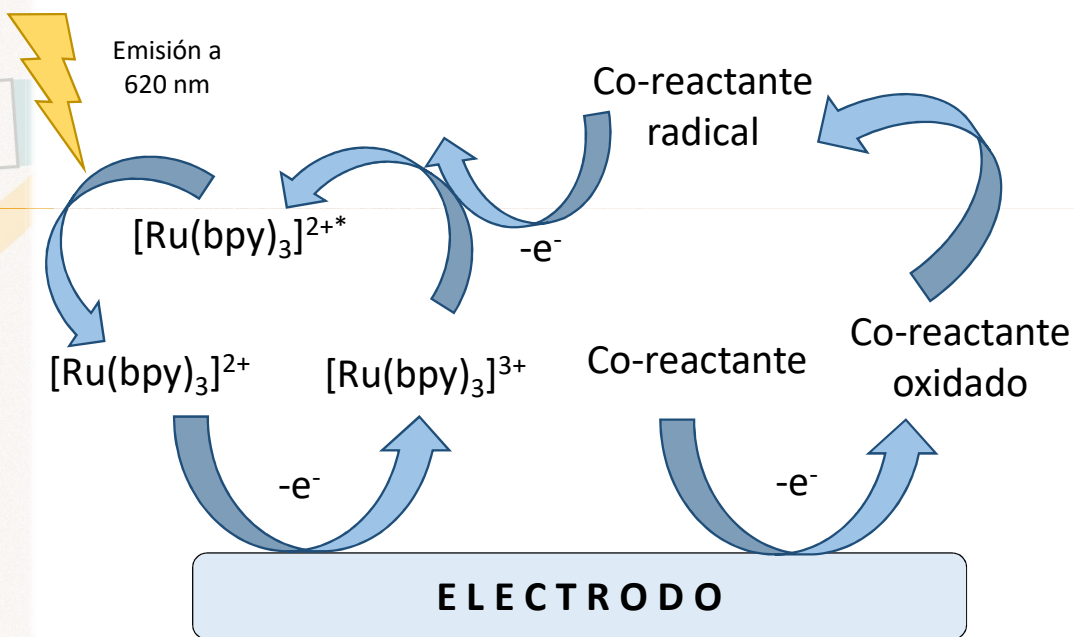 Emisión a
620 nm
Co-reactante
radical
[Ru(bpy)₃]²⁺*
-e⁻
[Ru(bpy)₃]²⁺
[Ru(bpy)₃]³⁺
Co-reactante
Co-reactante
oxidado
-e⁻
-e⁻
ELECTRODO